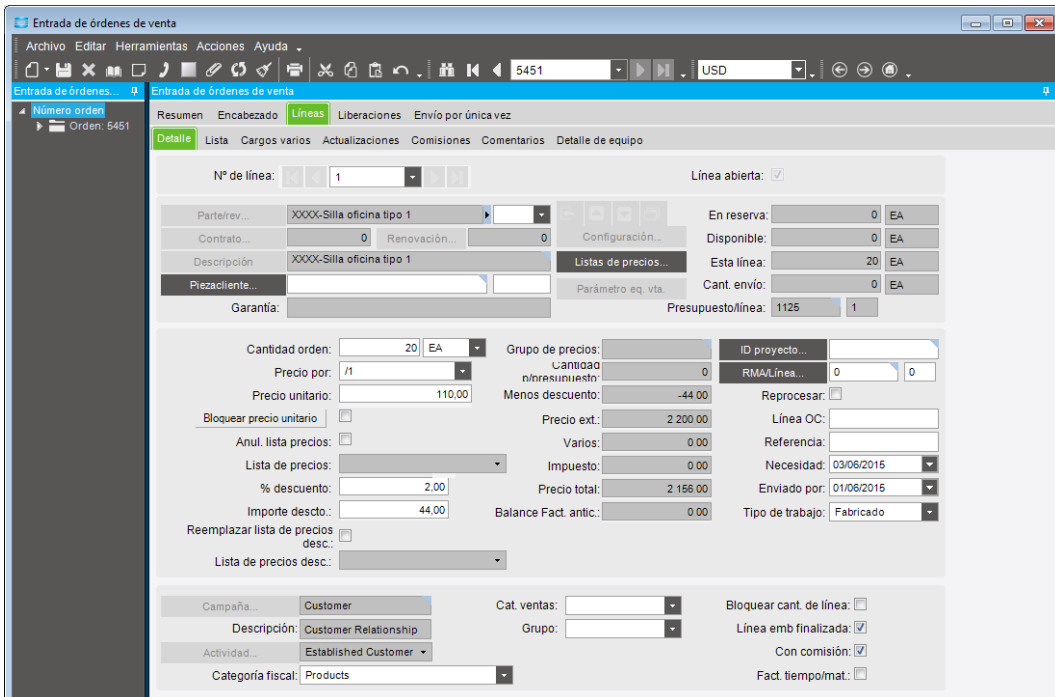 Entrada de órdenes de venta
Archivo Editar Herramientas Acciones Ayuda
5451 USD
Entrada de órdenes... Entrada de órdenes de venta
Número orden
Orden: 5451
Resumen Encabezado Líneas Liberaciones Envío por única vez
Detalle Lista Cargos varios Actualizaciones Comisiones Comentarios Detalle de equipo
Nº de línea: 1 Línea abierta:
Parte/rev... XXXX-Silla oficina tipo 1 En reserva: 0 EA
Contrato... 0 Renovación... 0 Configuración... Disponible: 0 EA
Descripción XXXX-Silla oficina tipo 1 Listas de precios... Esta línea: 20 EA
Piezacliente... Parámetro eq. vta. Cant. envío: 0 EA
Garantía: Presupuesto/línea: 1125 1
Cantidad orden: 20 EA Grupo de precios: ID proyecto...
Precio por: /1 Cantidad p/presupuesto: 0 RMA/Línea... 0 0
Precio unitario: 110,00 Menos descuento: -44 00 Reprocesar:
Bloquear precio unitario Precio ext.: 2 200 00 Línea OC:
Anul. lista precios: Varios: 0 00 Referencia:
Lista de precios: Impuesto: 0 00 Necesidad: 03/06/2015
% descuento: 2,00 Precio total: 2 156 00 Enviado por: 01/06/2015
Importe descto.: 44,00 Balance Fact. antic.: 0 00 Tipo de trabajo: Fabricado
Reemplazar lista de precios
desc.:
Lista de precios desc.:
Campaña... Customer Cat. ventas: Bloquear cant. de línea:
Descripción: Customer Relationship Grupo: Línea emb finalizada:
Actividad... Established Customer Con comisión:
Categoría fiscal: Products Fact. tiempo/mat.: